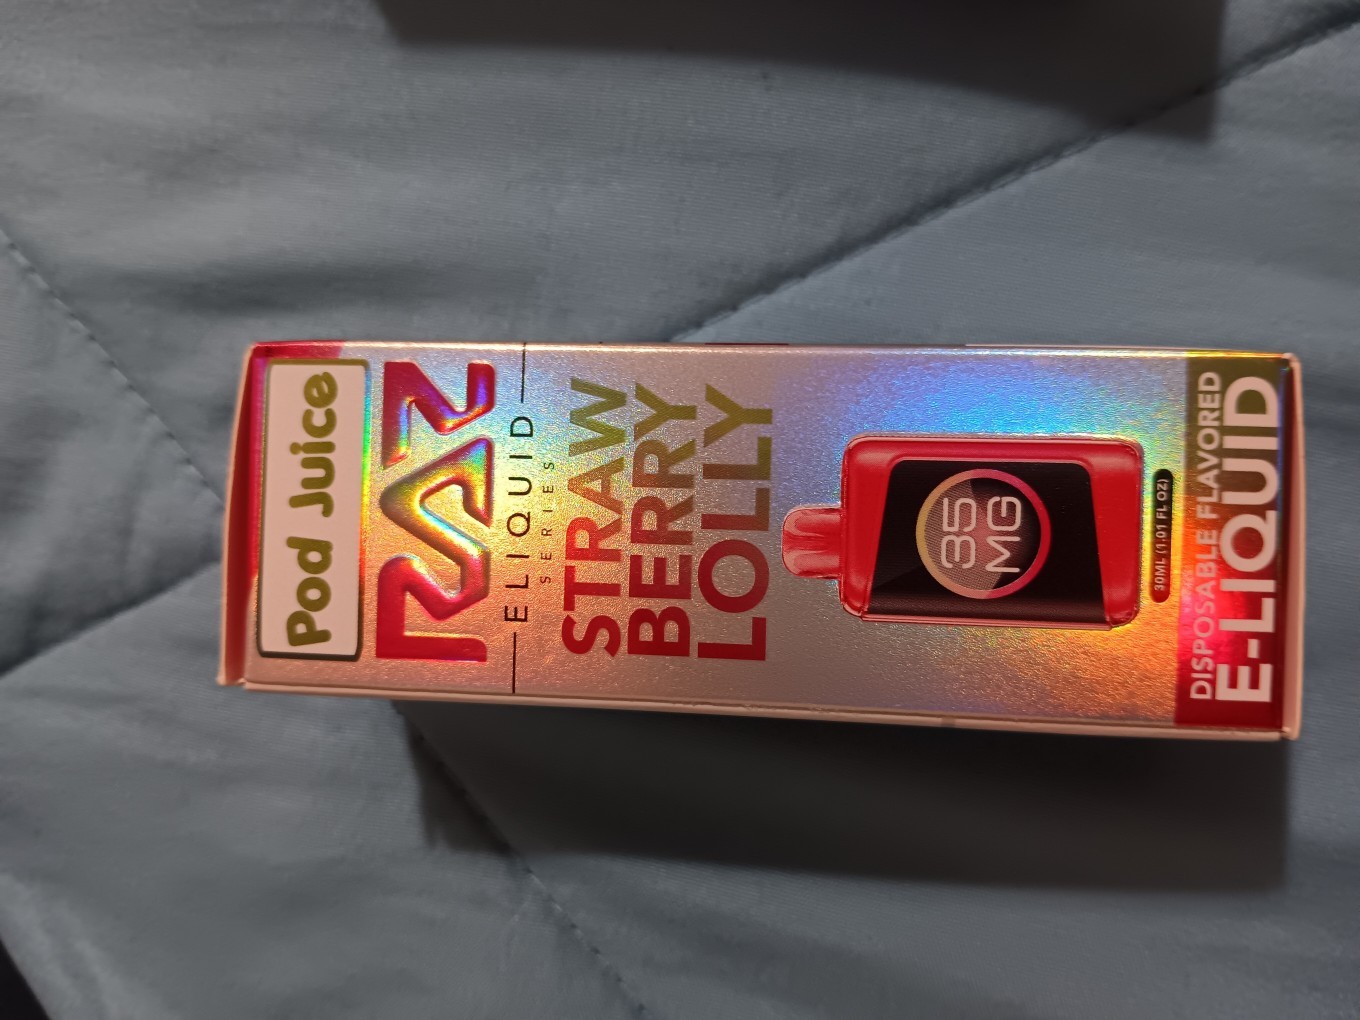 Pod Juice
RAZ
ELIQUID
SERIES
STRAW
BERRY
LOLLY
35
MG
30ML (1.01 FL OZ)
DISPOSABLE FLAVORED
E-LIQUID